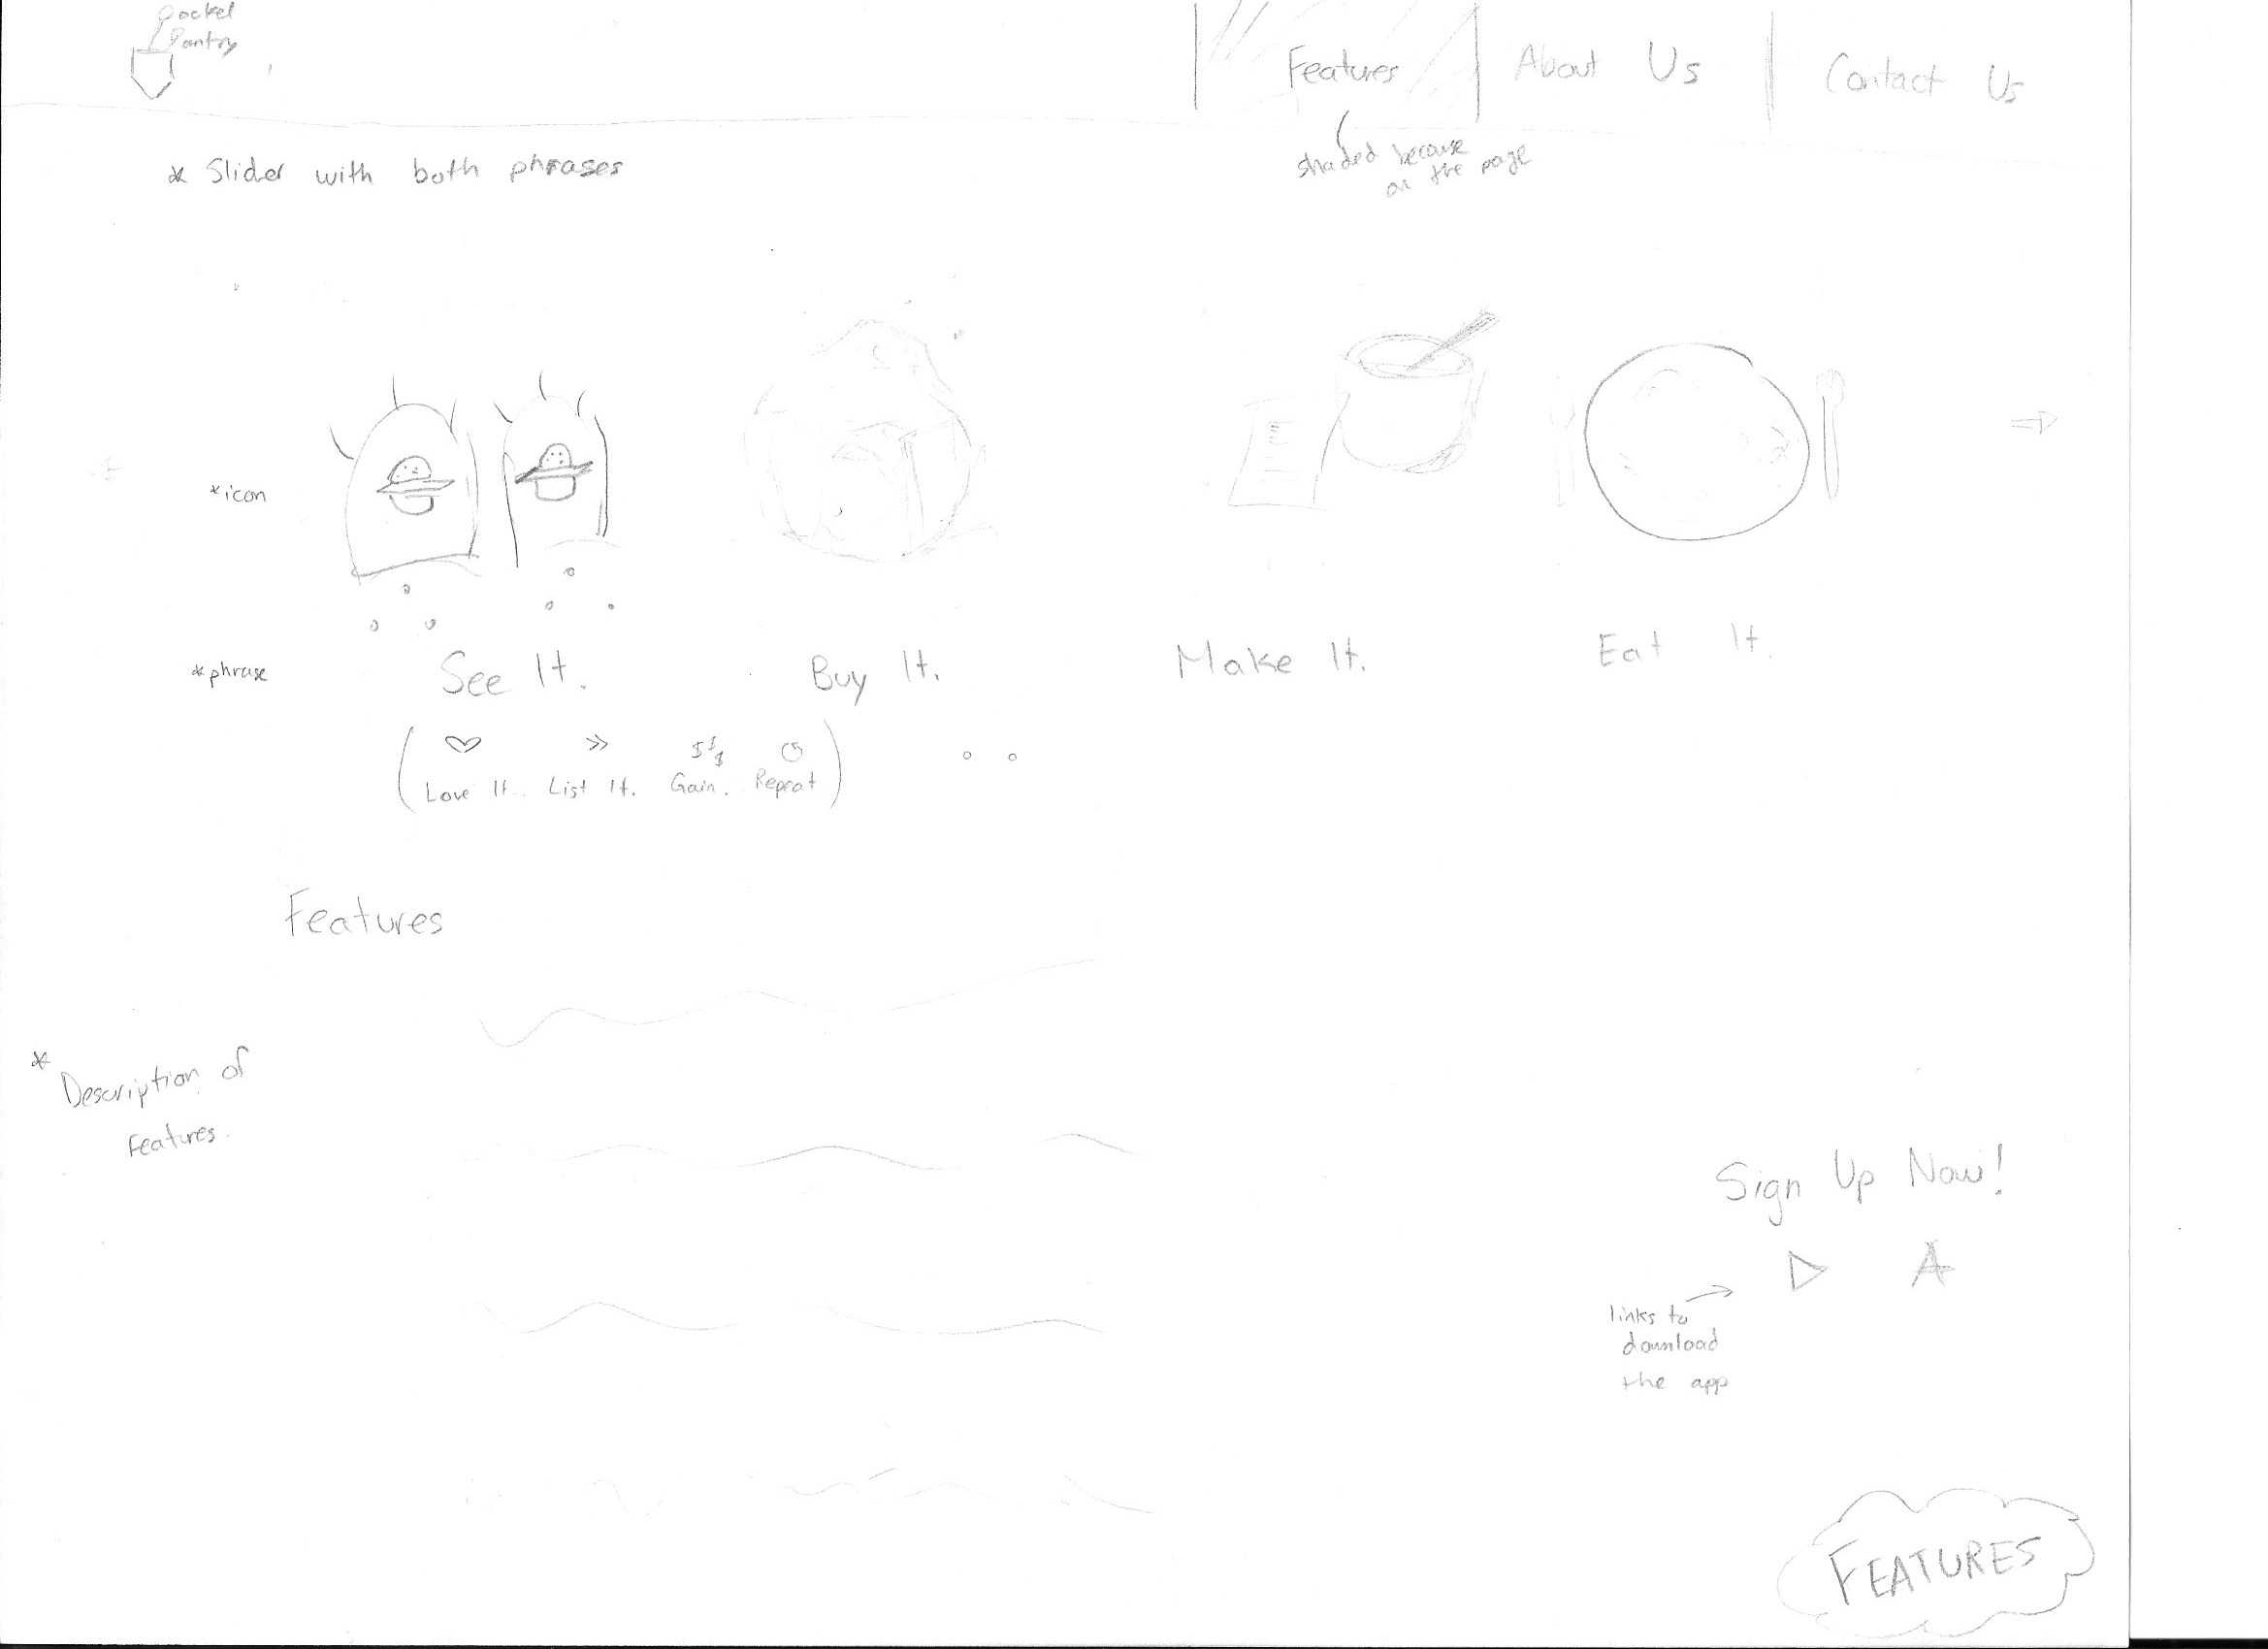 Pocket
Pantry
Features
About Us
Contact Us
shaded because
on the page
* Slider with both phrases
*icon
*phrase
See It.
Buy It.
Make It.
Eat It.
Love It.
List It.
Gain.
Repeat
Features
* Description of
Features.
Sign Up Now!
links to
download
the app
FEATURES